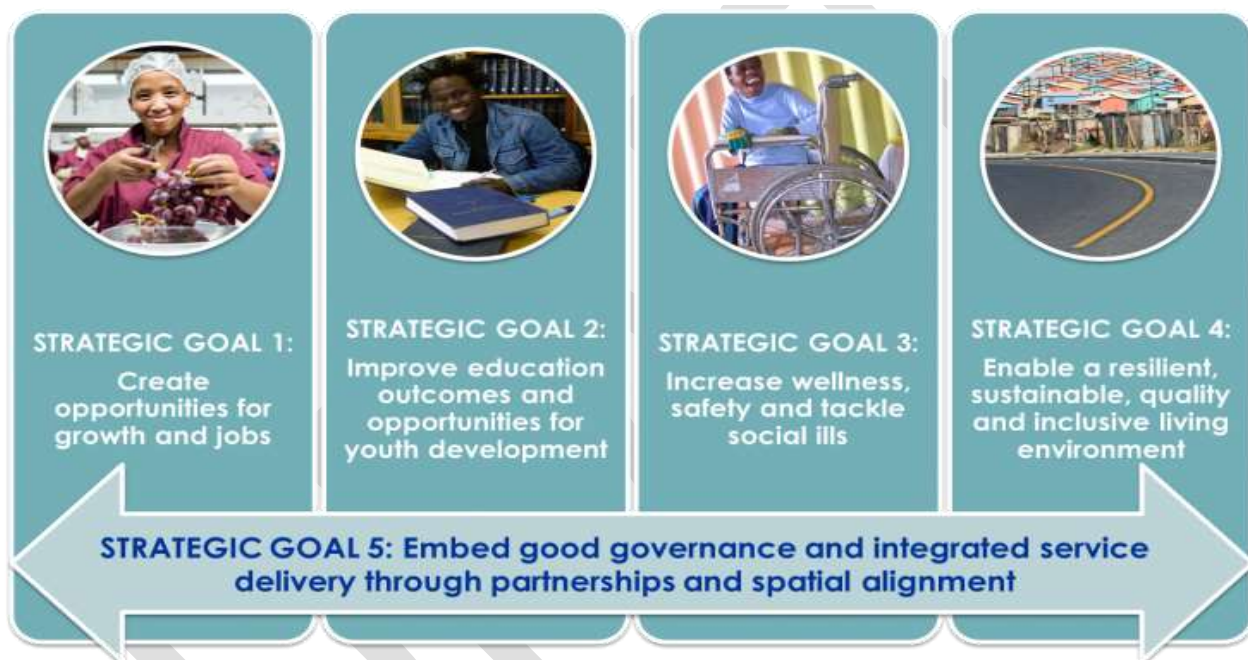 STRATEGIC GOAL 1:
Create
opportunities for
growth and jobs
STRATEGIC GOAL 2:
Improve education
outcomes and
opportunities for
youth development
STRATEGIC GOAL 3:
Increase wellness,
safety and tackle
social ills
STRATEGIC GOAL 4:
Enable a resilient,
sustainable, quality
and inclusive living
environment
STRATEGIC GOAL 5: Embed good governance and integrated service
delivery through partnerships and spatial alignment